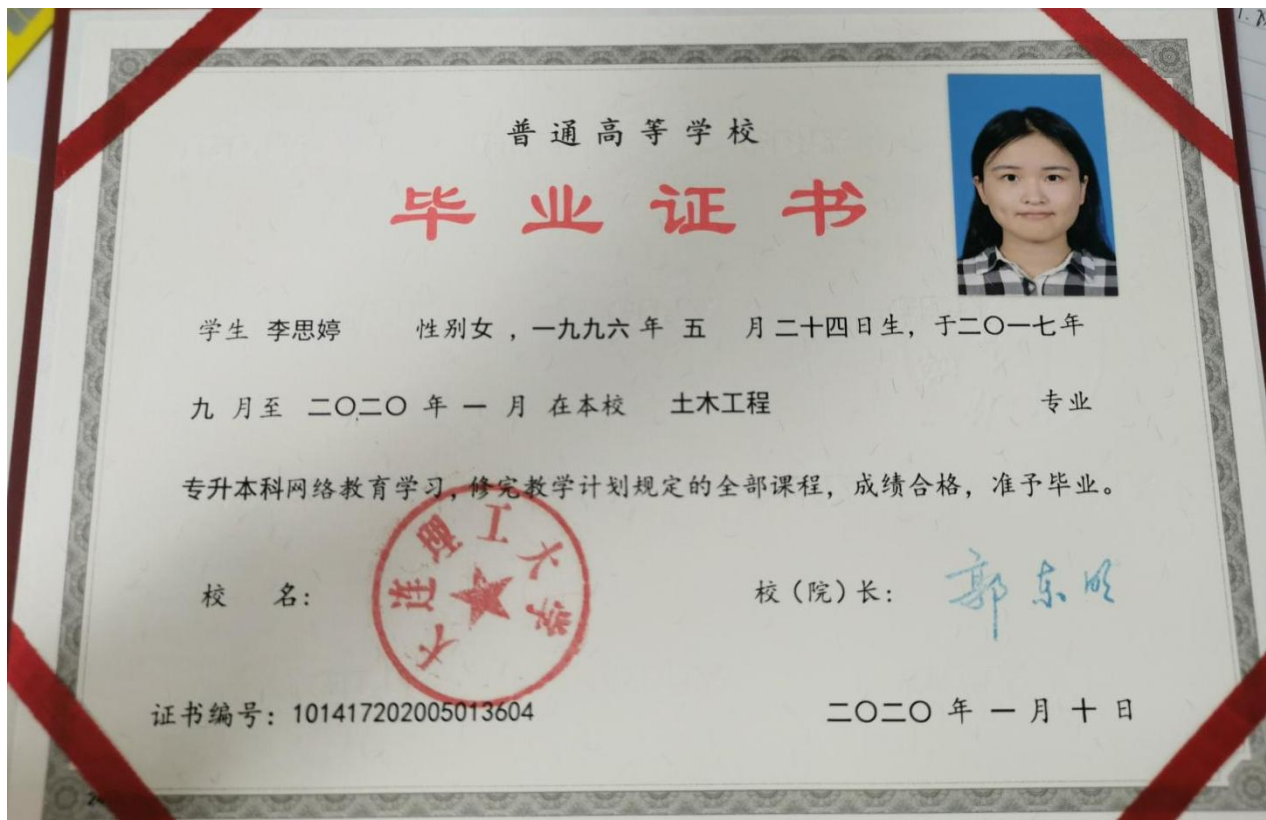 普通高等学校
毕业证书
学生 李思婷 性别女，一九九六年 五 月二十四日生，于二〇一七年
九 月至 二〇二〇 年 一 月 在本校 土木工程 专业
专升本科网络教育学习，修完教学计划规定的全部课程，成绩合格，准予毕业。
大连理工大学
校 名： 校（院）长： 郭东明
证书编号：101417202005013604 二〇二〇 年 一 月 十 日